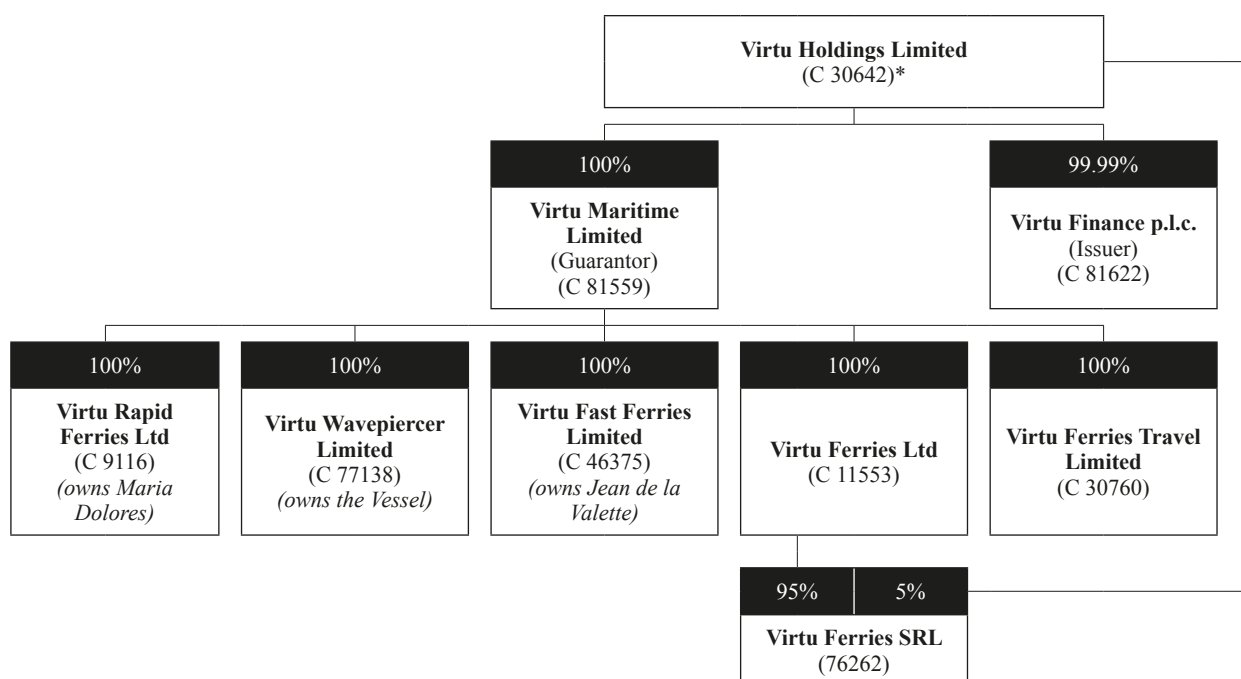 Virtu Holdings Limited
(C 30642)*
100%
Virtu Maritime
Limited
(Guarantor)
(C 81559)
99.99%
Virtu Finance p.l.c.
(Issuer)
(C 81622)
100%
Virtu Rapid
Ferries Ltd
(C 9116)
(owns Maria
Dolores)
100%
Virtu Wavepiercer
Limited
(C 77138)
(owns the Vessel)
100%
Virtu Fast Ferries
Limited
(C 46375)
(owns Jean de la
Valette)
100%
Virtu Ferries Ltd
(C 11553)
100%
Virtu Ferries Travel
Limited
(C 30760)
95%
5%
Virtu Ferries SRL
(76262)